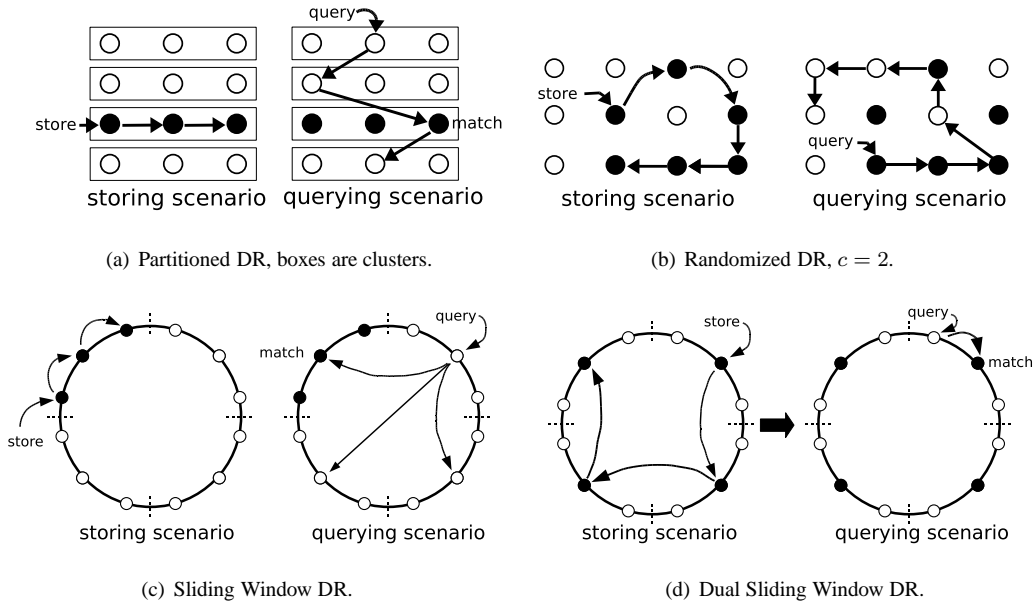 query
store
match
storing scenario
querying scenario
(a) Partitioned DR, boxes are clusters.
store
query
storing scenario
querying scenario
(b) Randomized DR, c = 2.
store
storing scenario
query
match
querying scenario
(c) Sliding Window DR.
store
storing scenario
query
match
querying scenario
(d) Dual Sliding Window DR.